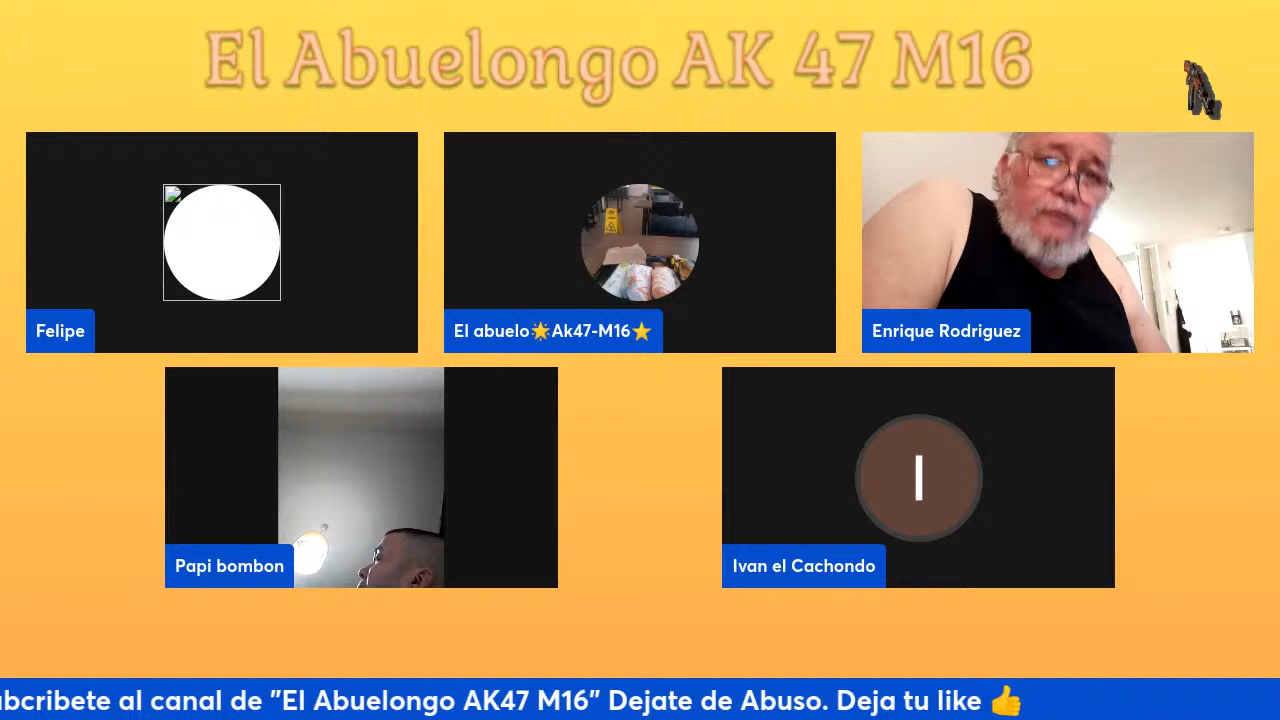 El Abuelongo AK 47 M16
Felipe
El abuelo🌟Ak47-M16⭐
Enrique Rodriguez
Papi bombon
I
Ivan el Cachondo
ubcribete al canal de "El Abuelongo AK47 M16" Dejate de Abuso. Deja tu like 👍